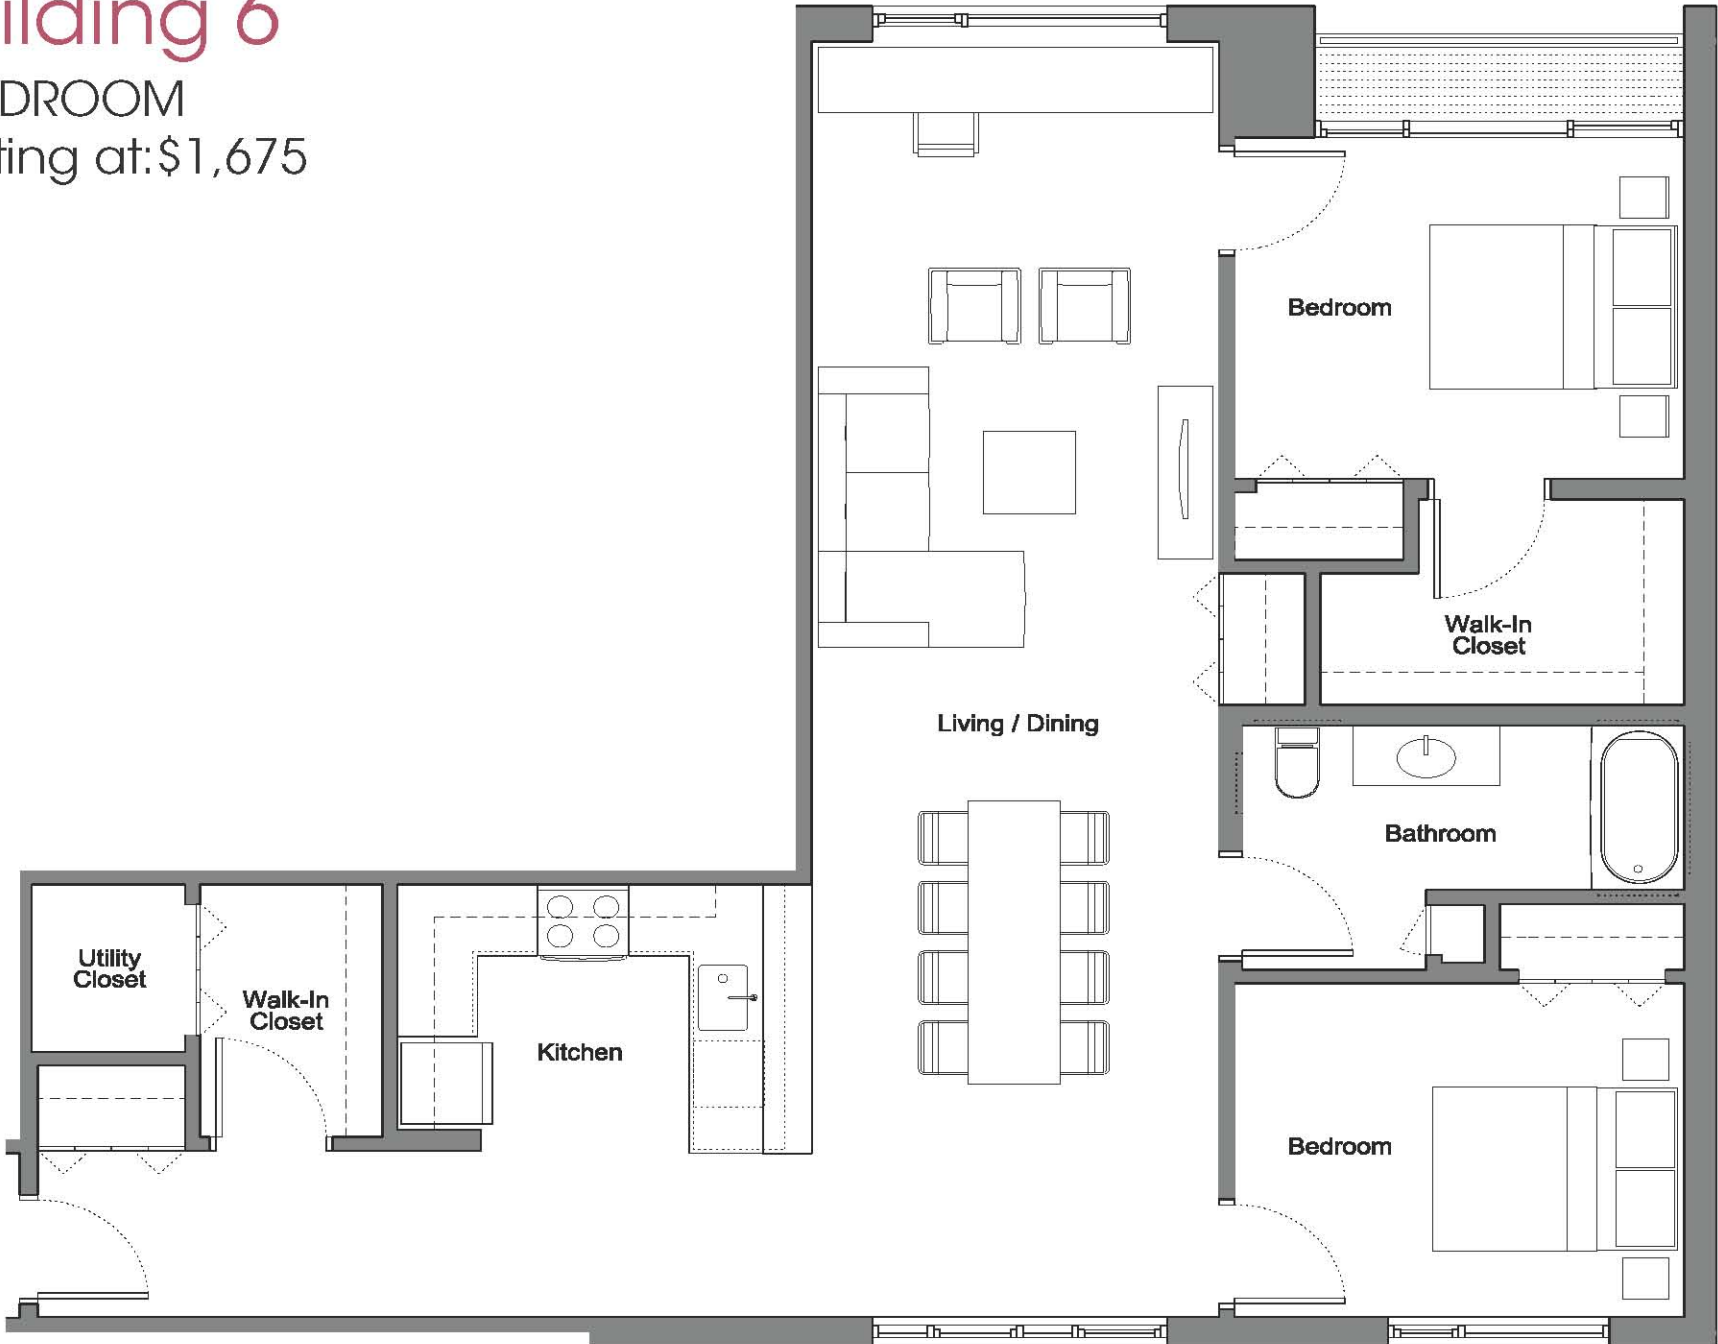 ilding 6
DROOM
ting at:$1,675
Bedroom
Walk-In
Closet
Living / Dining
Bathroom
Utility
Closet
Walk-In
Closet
Kitchen
Bedroom